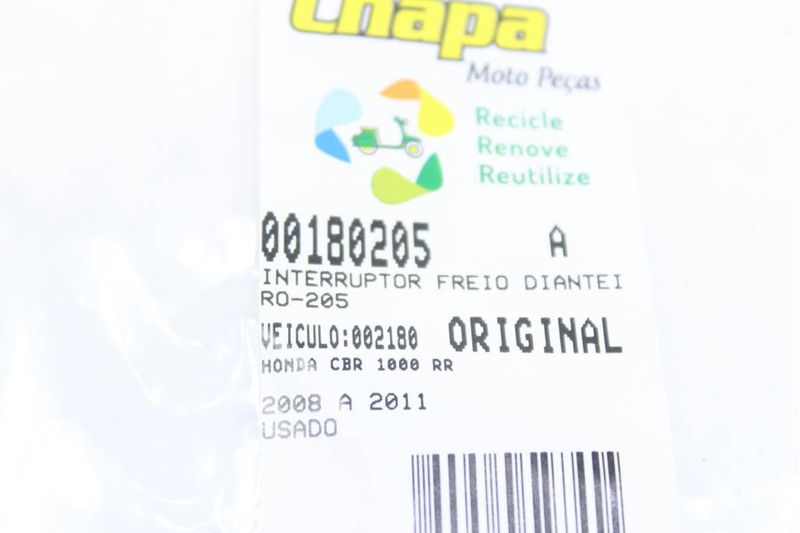 Chapa
Moto Peças
Recicle
Renove
Reutilize
00180205 A
INTERRUPTOR FREIO DIANTEI
RO-205
VEICULO:002180 ORIGINAL
HONDA CBR 1000 RR
2008 A 2011
USADO